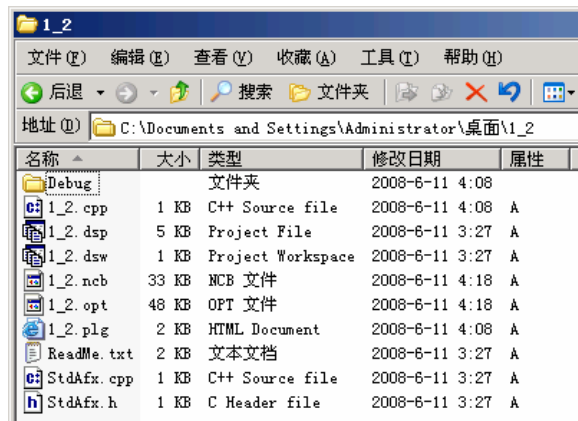 1_2
文件(F) 编辑(E) 查看(V) 收藏(A) 工具(T) 帮助(H)
后退 搜索 文件夹
地址(D) C:\Documents and Settings\Administrator\桌面\1_2
名称 大小 类型 修改日期 属性
Debug 文件夹 2008-6-11 4:08
1_2.cpp 1 KB C++ Source file 2008-6-11 4:08 A
1_2.dsp 5 KB Project File 2008-6-11 3:27 A
1_2.dsw 1 KB Project Workspace 2008-6-11 3:27 A
1_2.ncb 33 KB NCB 文件 2008-6-11 4:18 A
1_2.opt 48 KB OPT 文件 2008-6-11 4:18 A
1_2.plg 2 KB HTML Document 2008-6-11 4:08 A
ReadMe.txt 2 KB 文本文档 2008-6-11 3:27 A
StdAfx.cpp 1 KB C++ Source file 2008-6-11 3:27 A
StdAfx.h 1 KB C Header file 2008-6-11 3:27 A